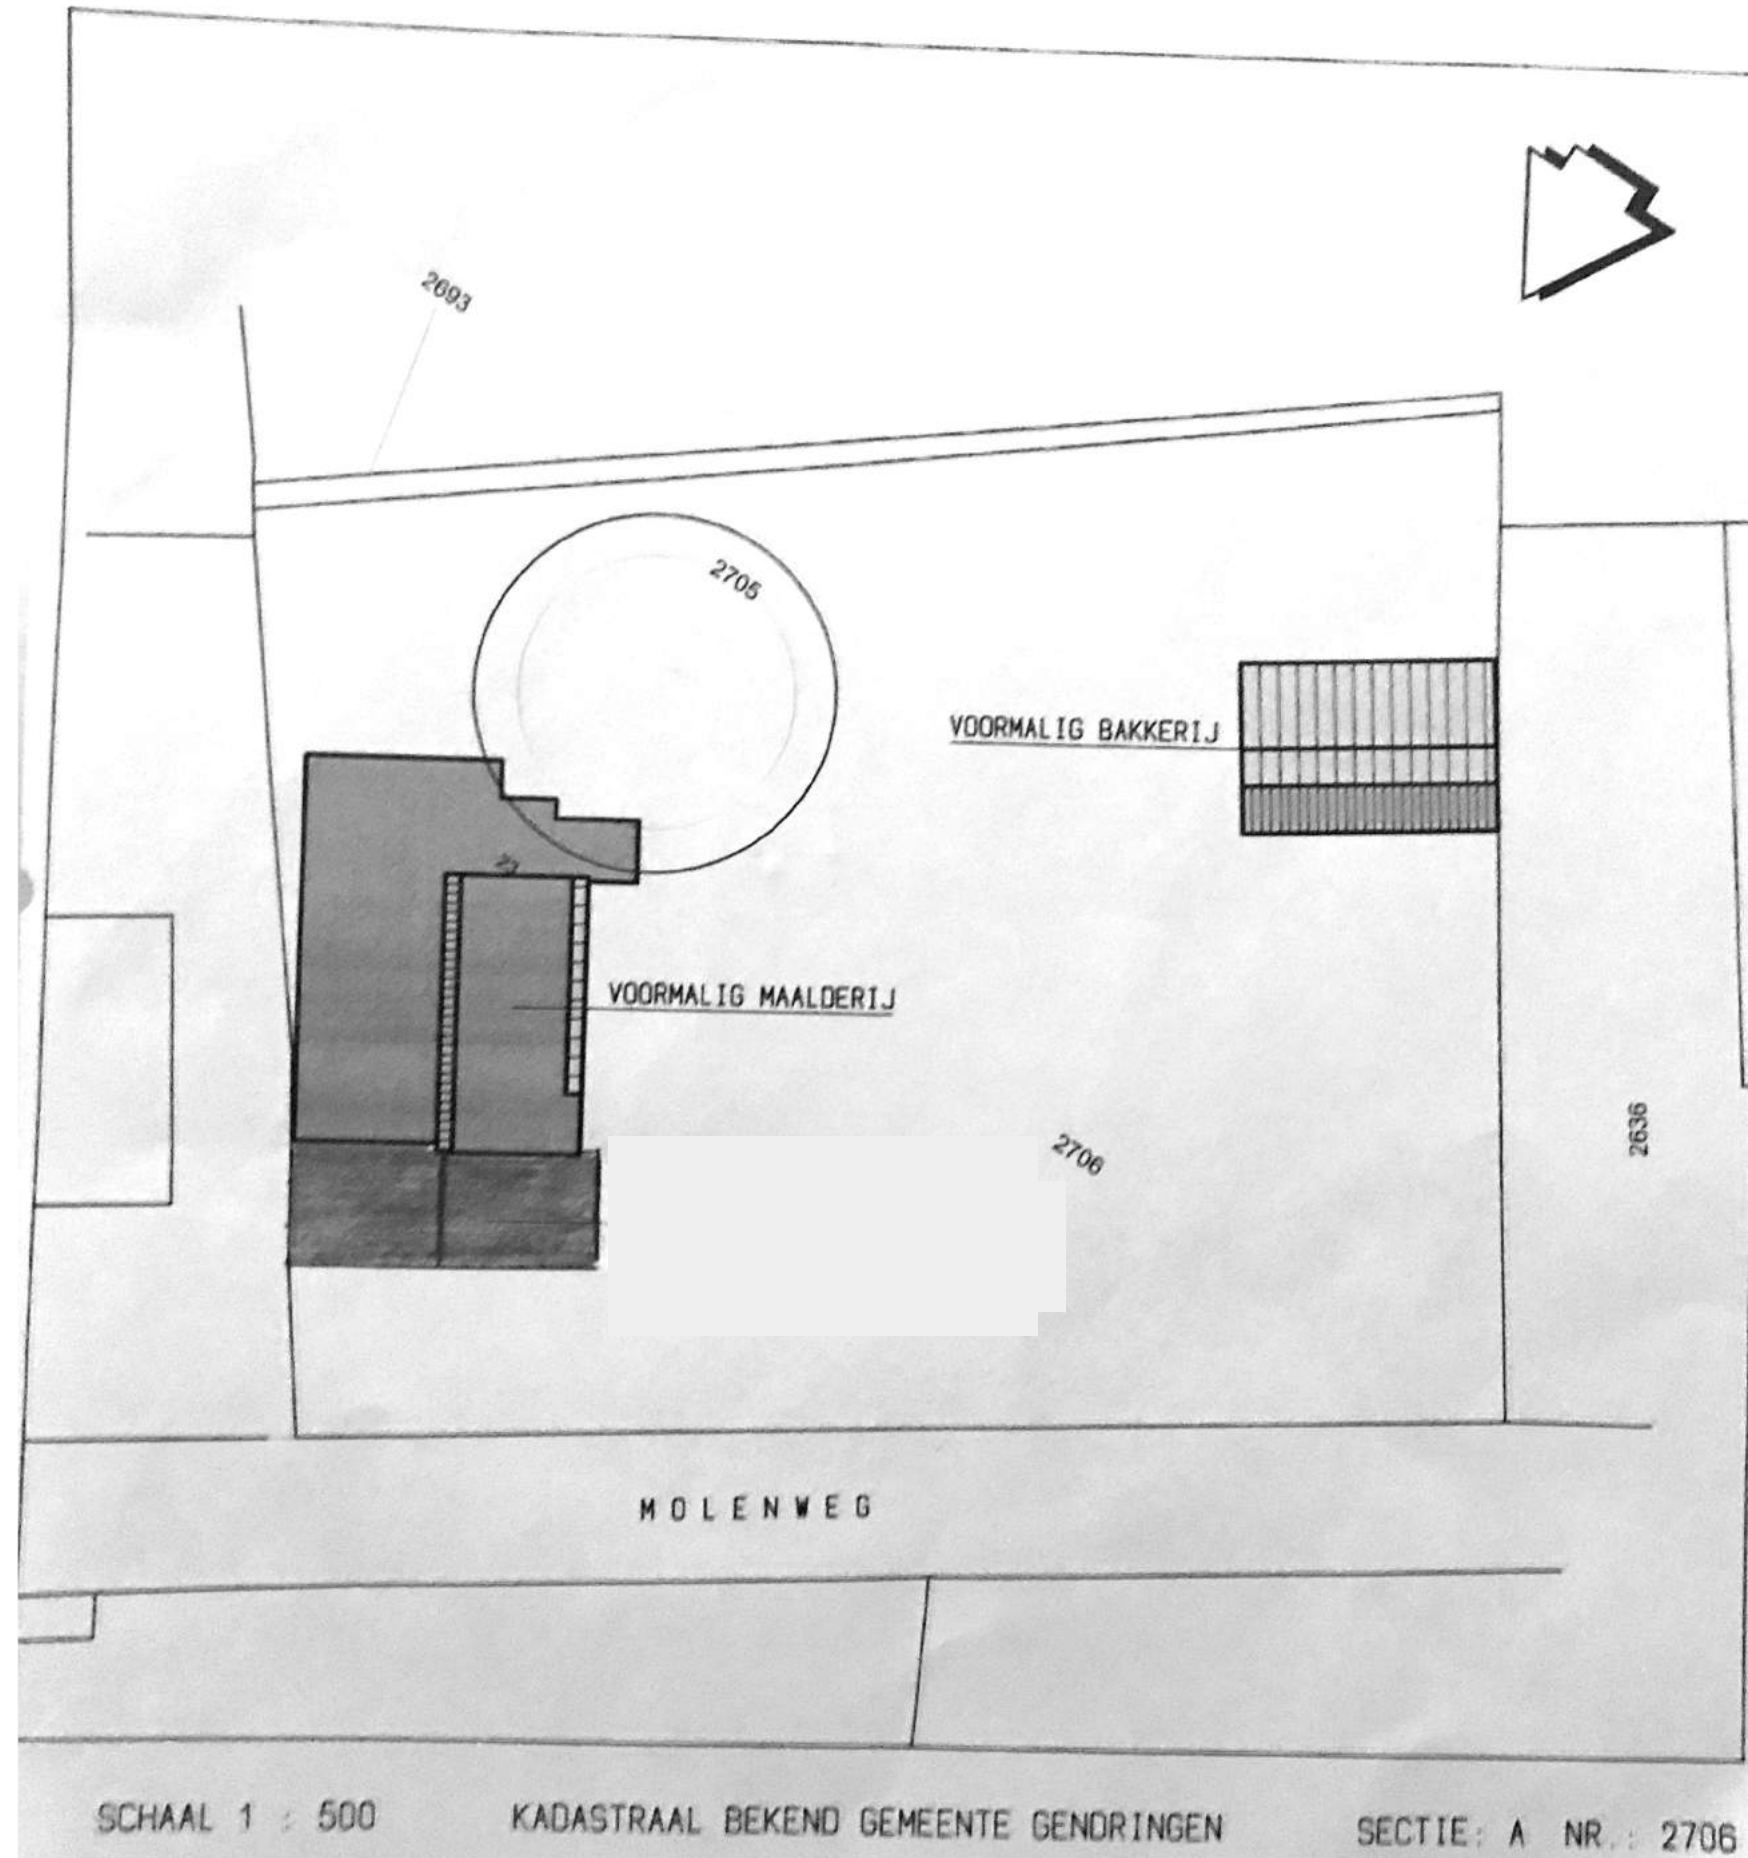 2693
2705
VOORMALIG BAKKERIJ
23
VOORMALIG MAALDERIJ
2706
2636
MOLENWEG
SCHAAL 1 : 500 KADASTRAAL BEKEND GEMEENTE GENDRINGEN SECTIE: A NR.: 2706